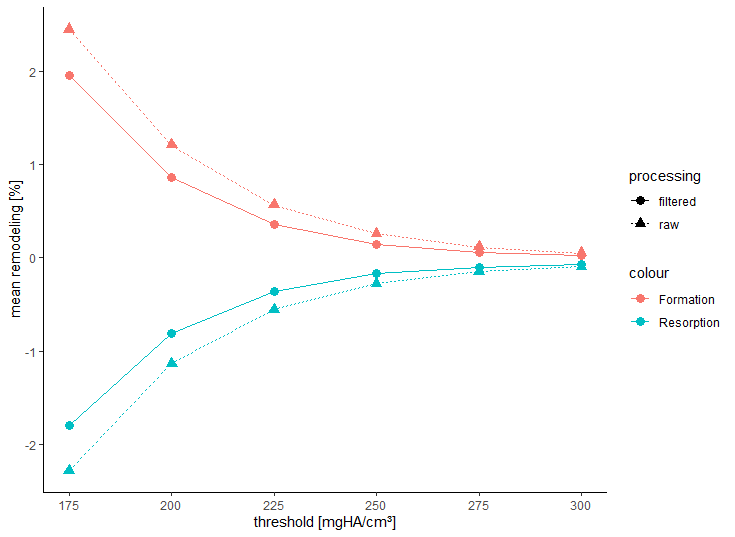 2
1
0
-1
-2
mean remodeling [%]
175 200 225 250 275 300
threshold [mgHA/cm³]
processing
filtered
raw
colour
Formation
Resorption